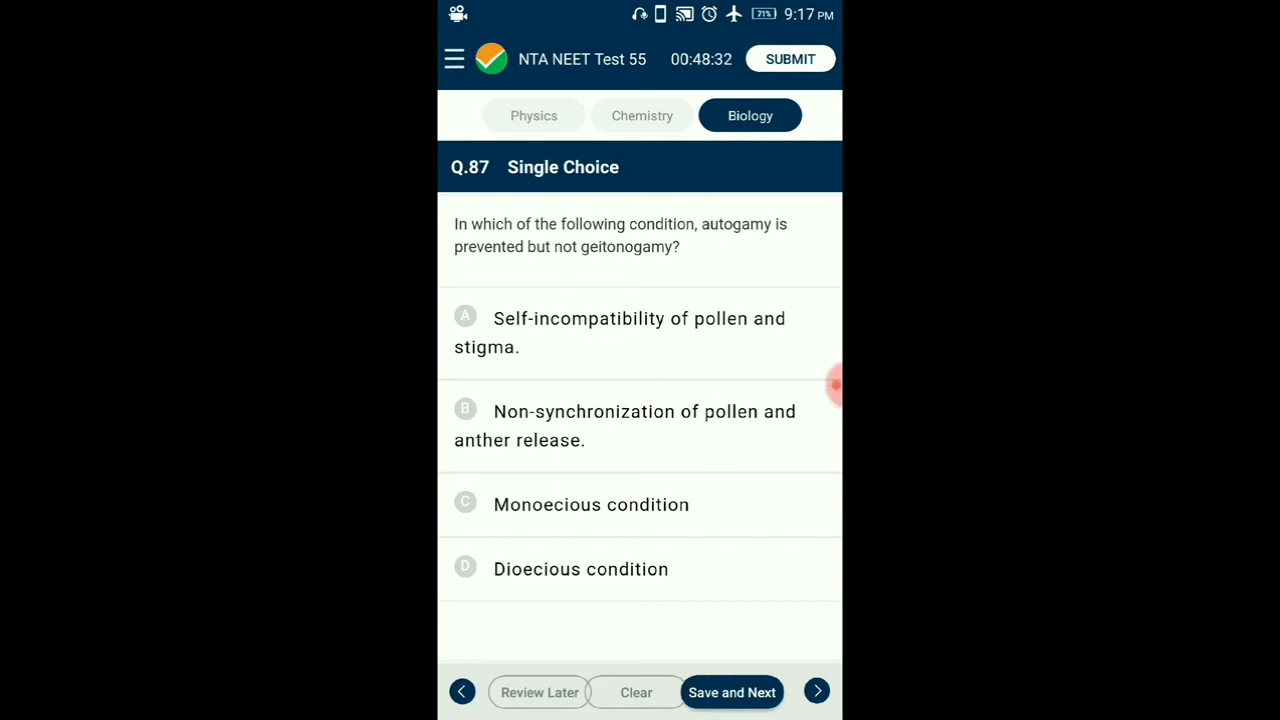 71% 9:17 PM
NTA NEET Test 55 00:48:32 SUBMIT
Physics Chemistry Biology
Q.87 Single Choice
In which of the following condition, autogamy is
prevented but not geitonogamy?
A Self-incompatibility of pollen and
stigma.
B Non-synchronization of pollen and
anther release.
C Monoecious condition
D Dioecious condition
Review Later Clear Save and Next